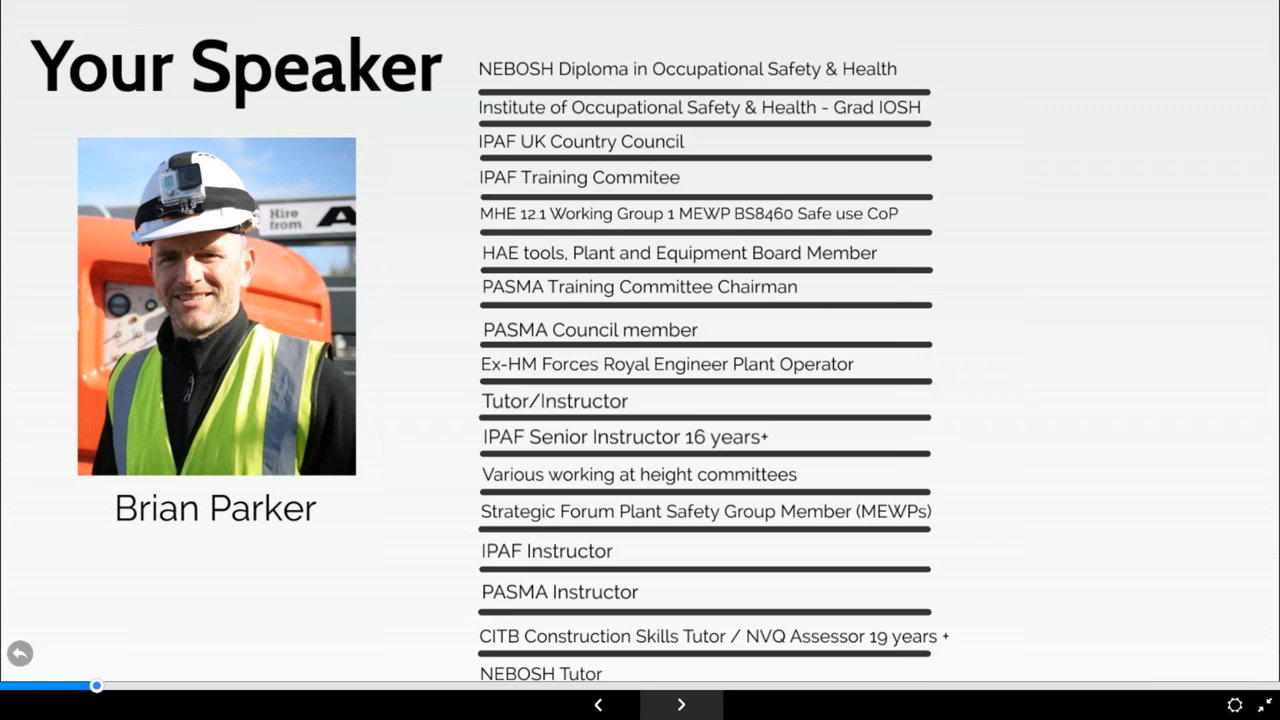 Your Speaker
Hire
from A
Brian Parker
NEBOSH Diploma in Occupational Safety & Health
Institute of Occupational Safety & Health - Grad IOSH
IPAF UK Country Council
IPAF Training Commitee
MHE 12.1 Working Group 1 MEWP BS8460 Safe use CoP
HAE tools, Plant and Equipment Board Member
PASMA Training Committee Chairman
PASMA Council member
Ex-HM Forces Royal Engineer Plant Operator
Tutor/Instructor
IPAF Senior Instructor 16 years+
Various working at height committees
Strategic Forum Plant Safety Group Member (MEWPs)
IPAF Instructor
PASMA Instructor
CITB Construction Skills Tutor / NVQ Assessor 19 years +
NEBOSH Tutor